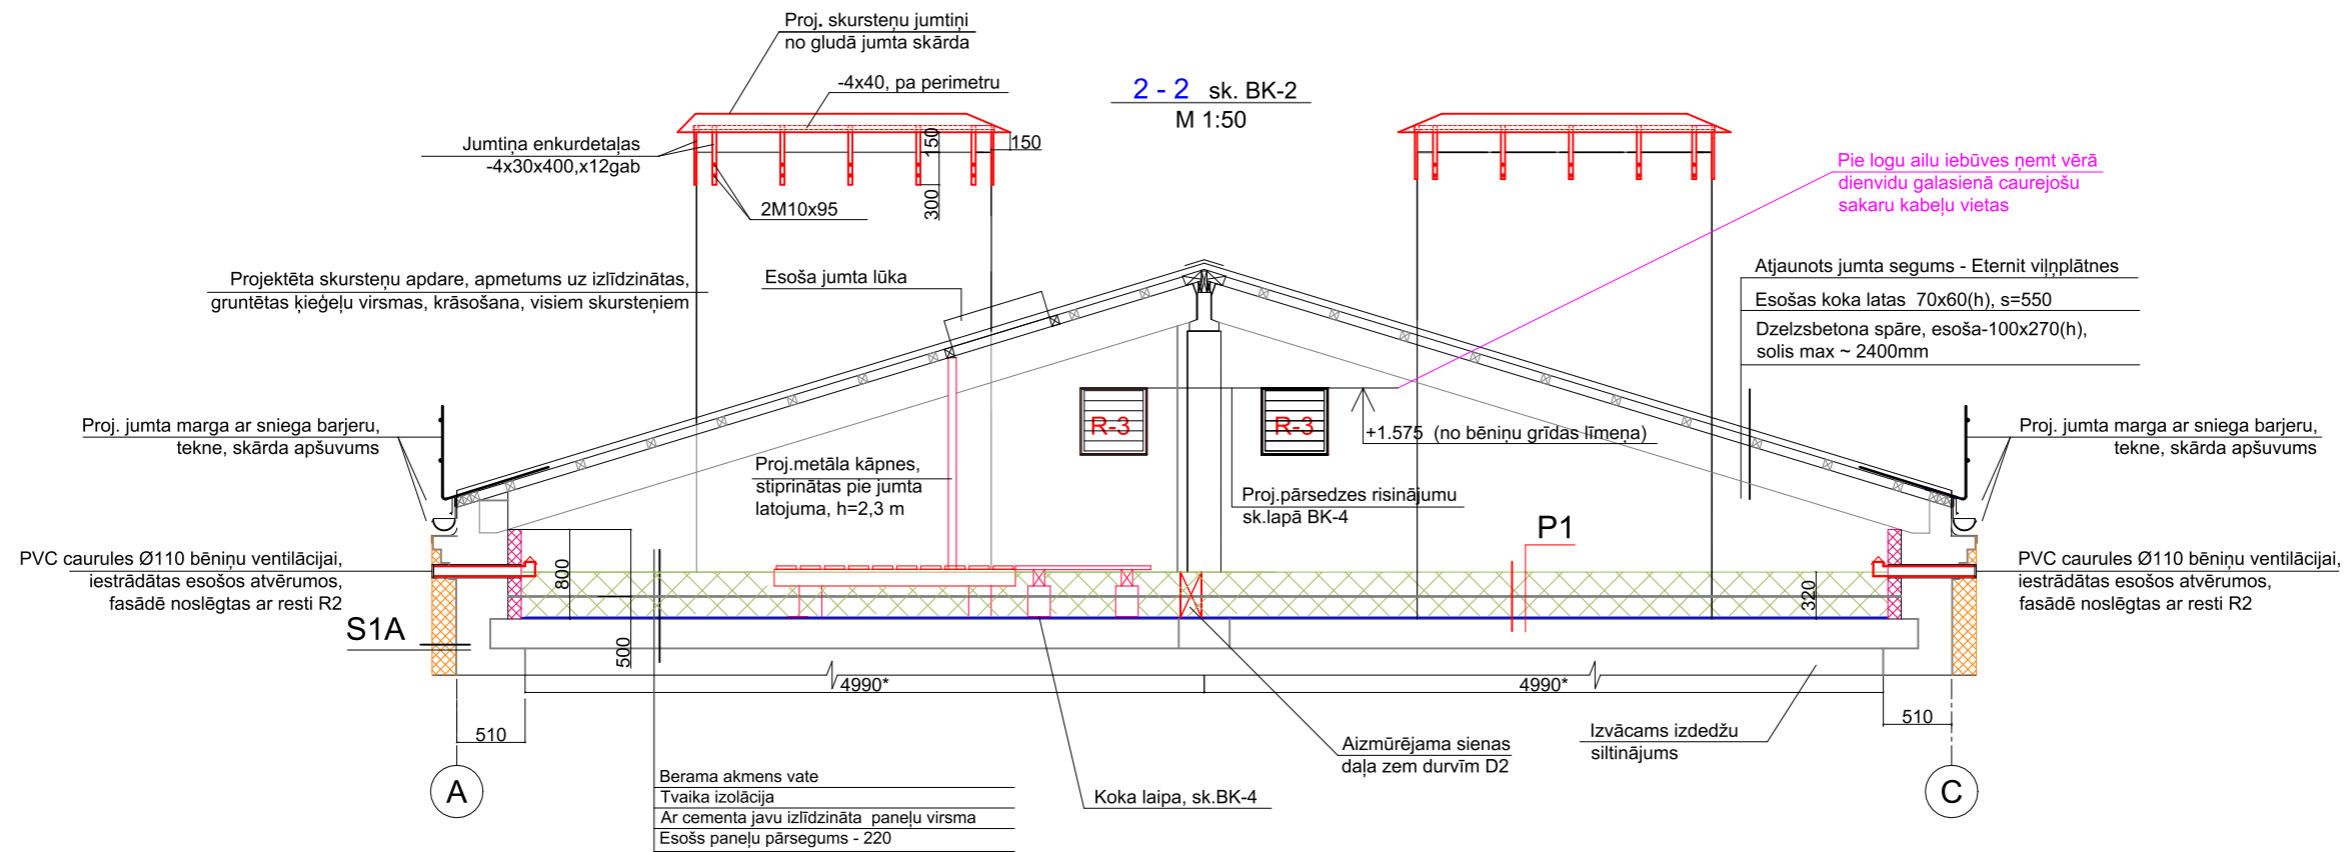 Proj. skursteņu jumtiņi
no gludā jumta skārda
-4x40, pa perimetru
2 - 2 sk. BK-2
M 1:50
Jumtiņa enkurdetaļas
-4x30x400,x12gab
150
150
300
2M10x95
Pie logu ailu iebūves ņemt vērā
dienvidu galasienā caurejošu
sakaru kabeļu vietas
Projektēta skursteņu apdare, apmetums uz izlīdzinātas,
gruntētas ķieģeļu virsmas, krāsošana, visiem skursteņiem
Esoša jumta lūka
Atjaunots jumta segums - Eternit viļņplātnes
Esošas koka latas 70x60(h), s=550
Dzelzsbetona spāre, esoša-100x270(h),
solis max ~ 2400mm
Proj. jumta marga ar sniega barjeru,
tekne, skārda apšuvums
R-3
R-3
+1.575 (no bēniņu grīdas līmeņa)
Proj. jumta marga ar sniega barjeru,
tekne, skārda apšuvums
Proj.metāla kāpnes,
stiprinātas pie jumta
latojuma, h=2,3 m
Proj.pārsedzes risinājumu
sk.lapā BK-4
P1
PVC caurules Ø110 bēniņu ventilācijai,
iestrādātas esošos atvērumos,
fasādē noslēgtas ar resti R2
800
320
PVC caurules Ø110 bēniņu ventilācijai,
iestrādātas esošos atvērumos,
fasādē noslēgtas ar resti R2
S1A
500
4990*
4990*
510
510
Aizmūrējama sienas
daļa zem durvīm D2
Izvācams izdedžu
siltinājums
A
Berama akmens vate
Tvaika izolācija
Ar cementa javu izlīdzināta paneļu virsma
Esošs paneļu pārsegums - 220
Koka laipa, sk.BK-4
C